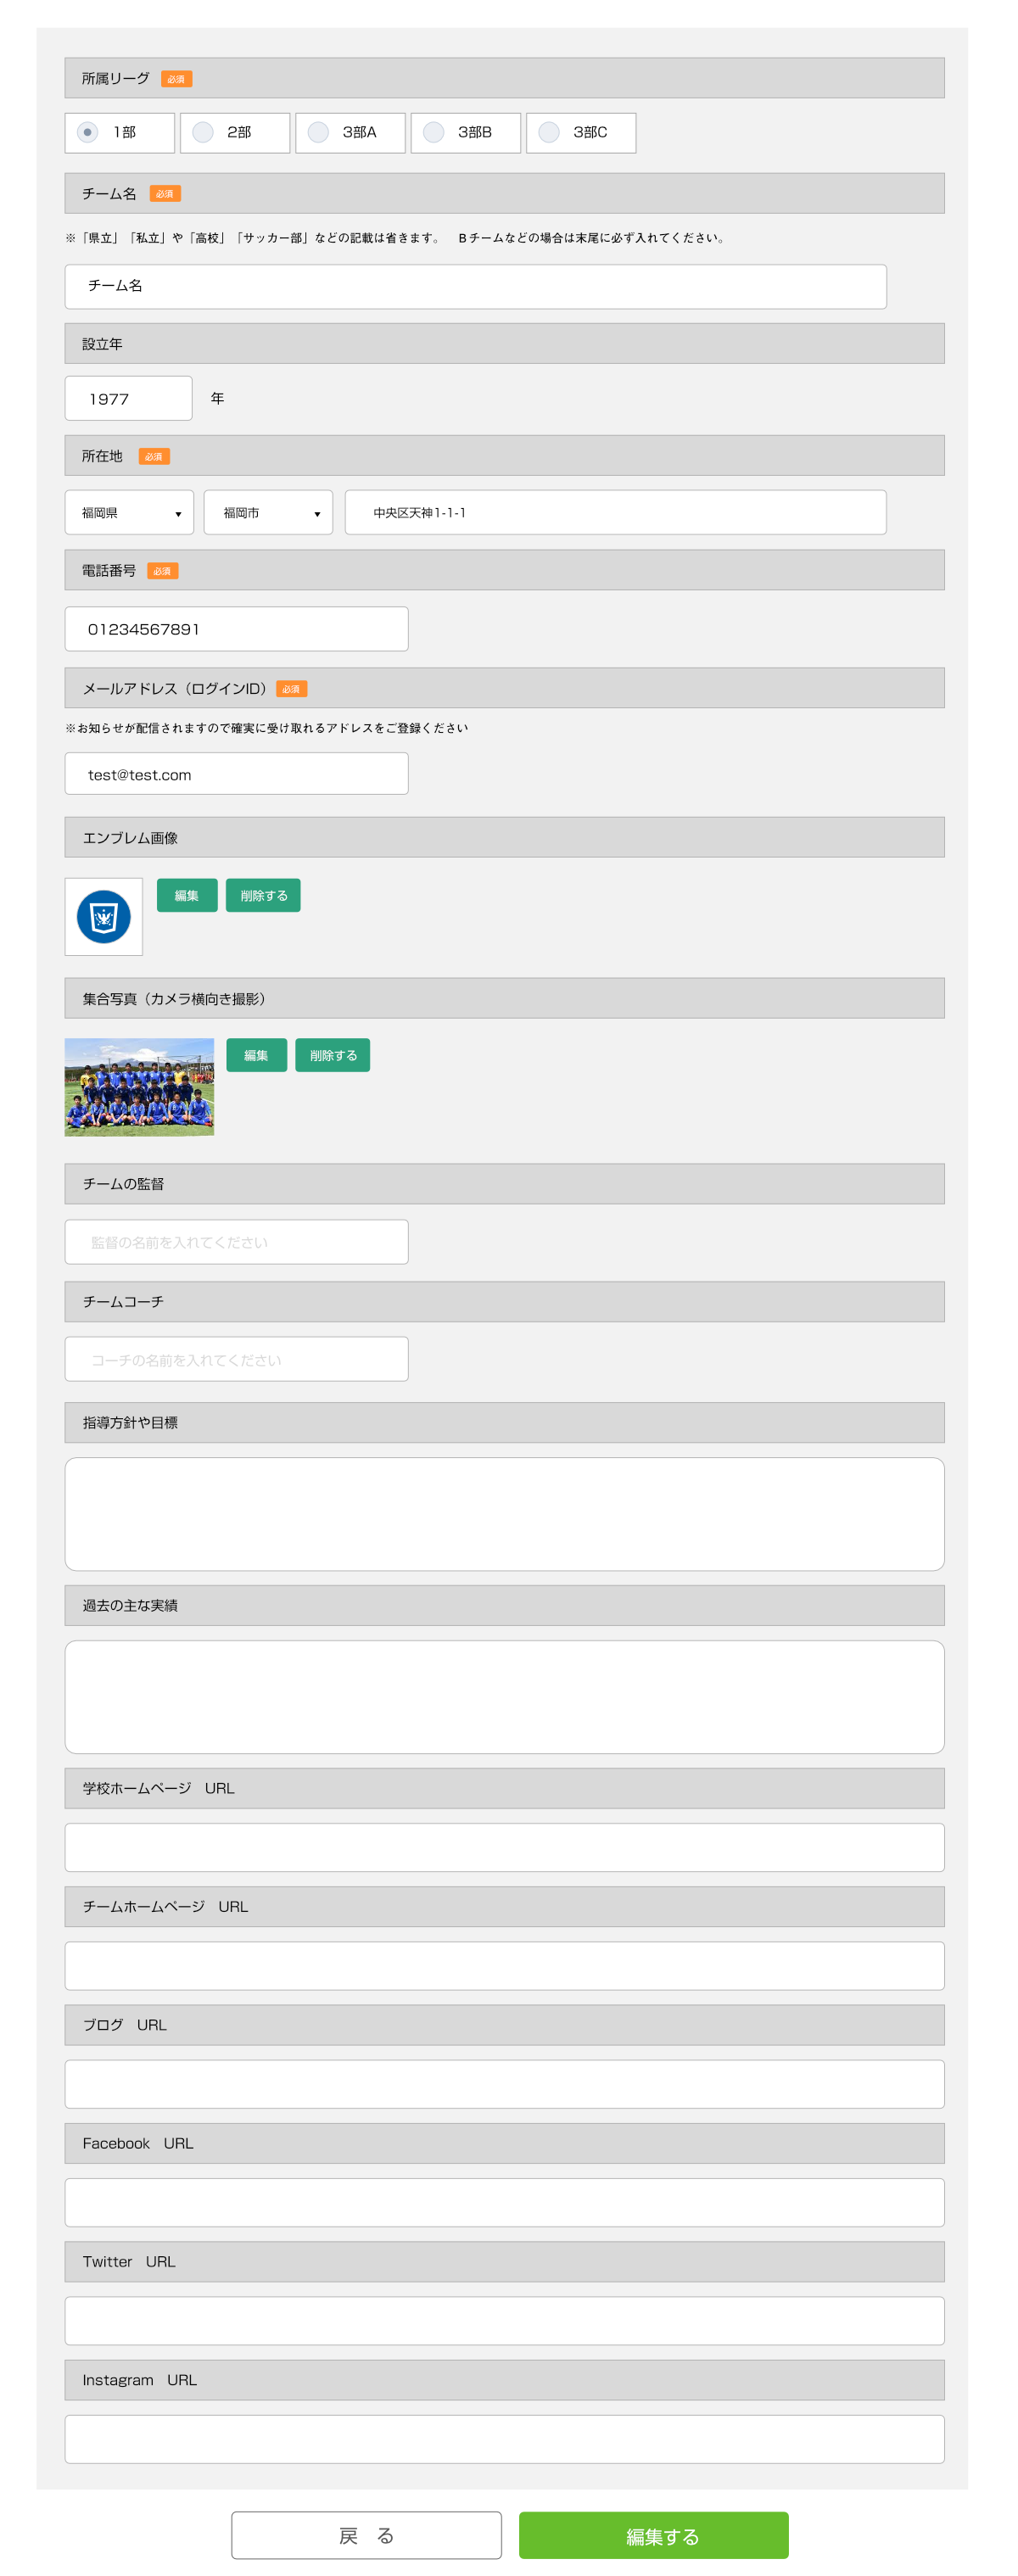 所属リーグ 必須
1部 2部 3部A 3部B 3部C
チーム名 必須
※「県立」「私立」や「高校」「サッカー部」などの記載は省きます。 Bチームなどの場合は末尾に必ず入れてください。
チーム名
設立年
1977 年
所在地 必須
福岡県 ▼ 福岡市 ▼ 中央区天神1-1-1
電話番号 必須
01234567891
メールアドレス（ログインID） 必須
※お知らせが配信されますので確実に受け取れるアドレスをご登録ください
test@test.com
エンブレム画像
編集 削除する
集合写真（カメラ横向き撮影）
編集 削除する
チームの監督
監督の名前を入れてください
チームコーチ
コーチの名前を入れてください
指導方針や目標
過去の主な実績
学校ホームページ URL
チームホームページ URL
ブログ URL
Facebook URL
Twitter URL
Instagram URL
戻 る 編集する